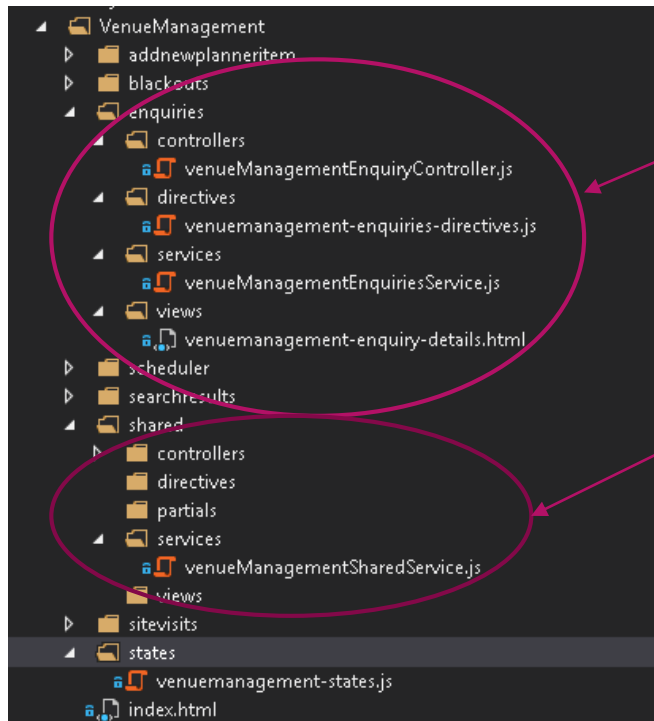 VenueManagement
addnewplanneritem
blackouts
enquiries
controllers
venueManagementEnquiryController.js
directives
venuemanagement-enquiries-directives.js
services
venueManagementEnquiriesService.js
views
venuemanagement-enquiry-details.html
scheduler
searchresults
shared
controllers
directives
partials
services
venueManagementSharedService.js
views
sitevisits
states
venuemanagement-states.js
index.html